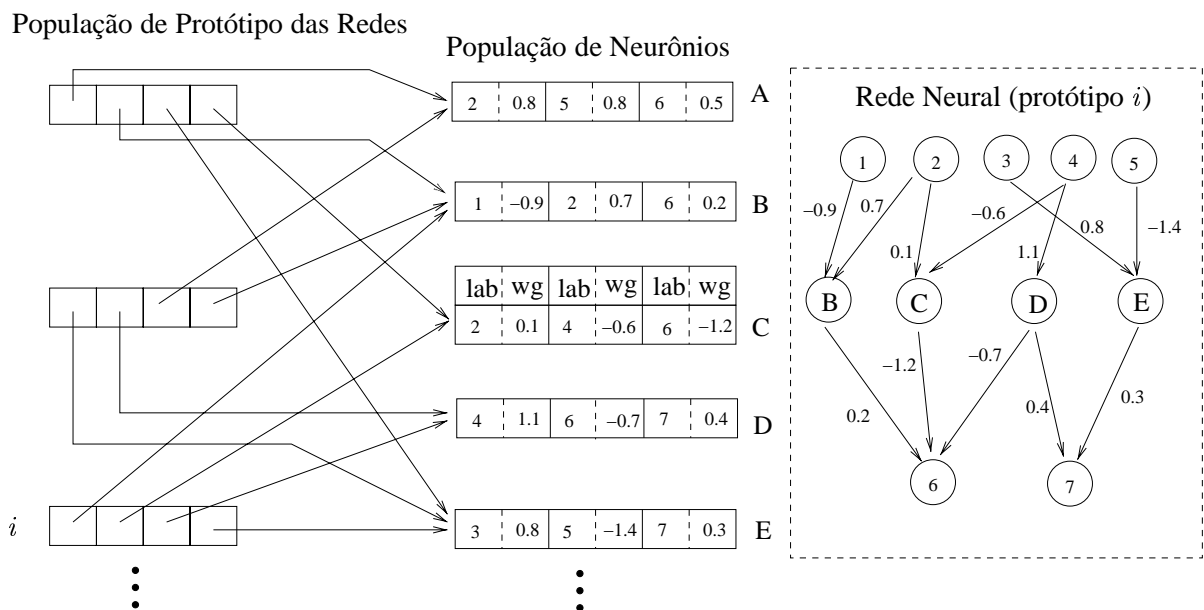 População de Protótipo das Redes
População de Neurônios
2 0.8 5 0.8 6 0.5 A
1 −0.9 2 0.7 6 0.2 B
lab wg lab wg lab wg
2 0.1 4 −0.6 6 −1.2 C
4 1.1 6 −0.7 7 0.4 D
i
3 0.8 5 −1.4 7 0.3 E
Rede Neural (protótipo i)
1 2 3 4 5
−0.9 0.7 0.1 −0.6 1.1 0.8 −1.4
B C D E
0.2 −1.2 −0.7 0.4 0.3
6 7